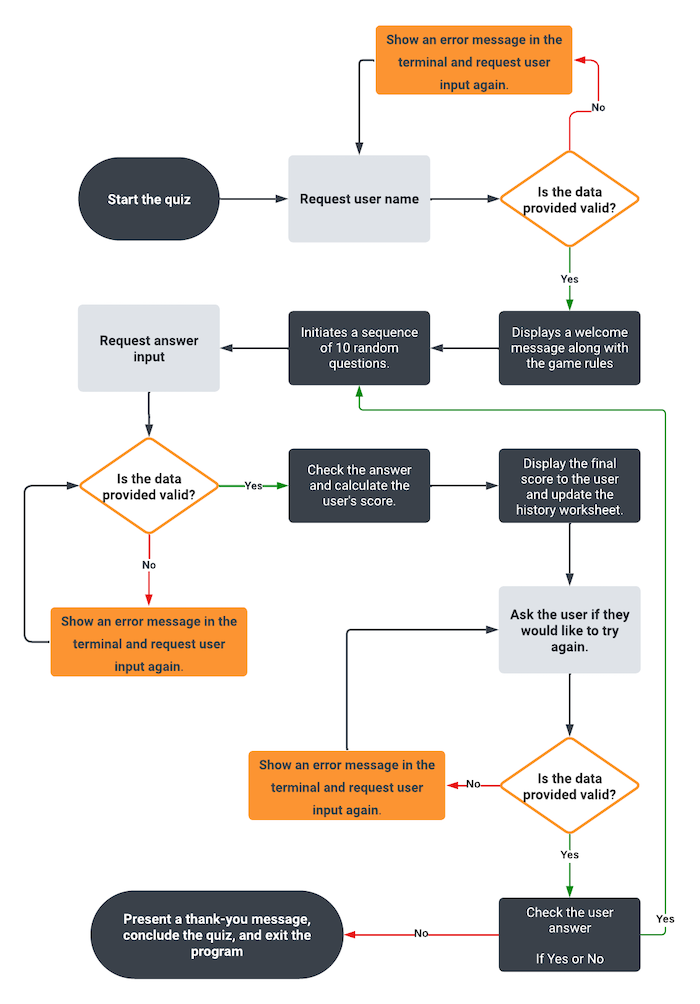 Show an error message in the
terminal and request user
input again.
No
Start the quiz
Request user name
Is the data
provided valid?
Yes
Request answer
input
Initiates a sequence
of 10 random
questions.
Displays a welcome
message along with
the game rules
Is the data
provided valid?
Yes
Check the answer
and calculate the
user's score.
Display the final
score to the user
and update the
history worksheet.
No
Show an error message in the
terminal and request user
input again.
Ask the user if they
would like to try
again.
Show an error message in the
terminal and request user
input again.
No
Is the data
provided valid?
Yes
Present a thank-you message,
conclude the quiz, and exit the
program
No
Check the user
answer
If Yes or No
Yes